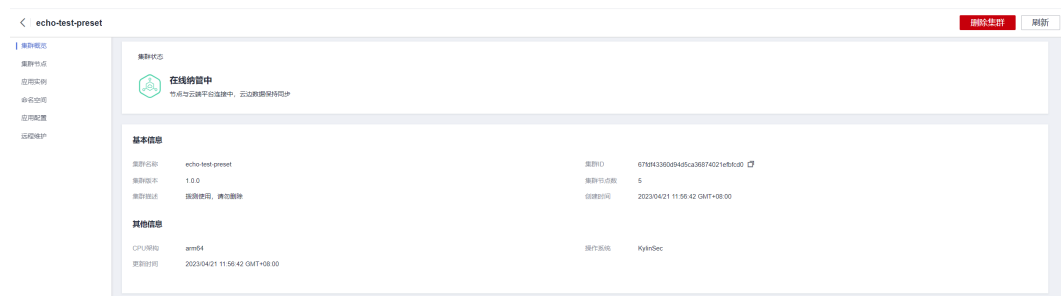 echo-test-preset
删除集群
刷新
集群概览
集群节点
应用实例
命名空间
应用配置
远程维护
集群状态
在线纳管中
节点与云端平台连接中，云边数据保持同步
基本信息
集群名称 echo-test-preset
集群ID
集群版本 1.0.0
集群节点数 5
集群描述 拨测使用，请勿删除
创建时间 2023/04/21 11:56:42 GMT+08:00
其他信息
CPU架构 arm64
操作系统 KylinSec
更新时间 2023/04/21 11:56:42 GMT+08:00